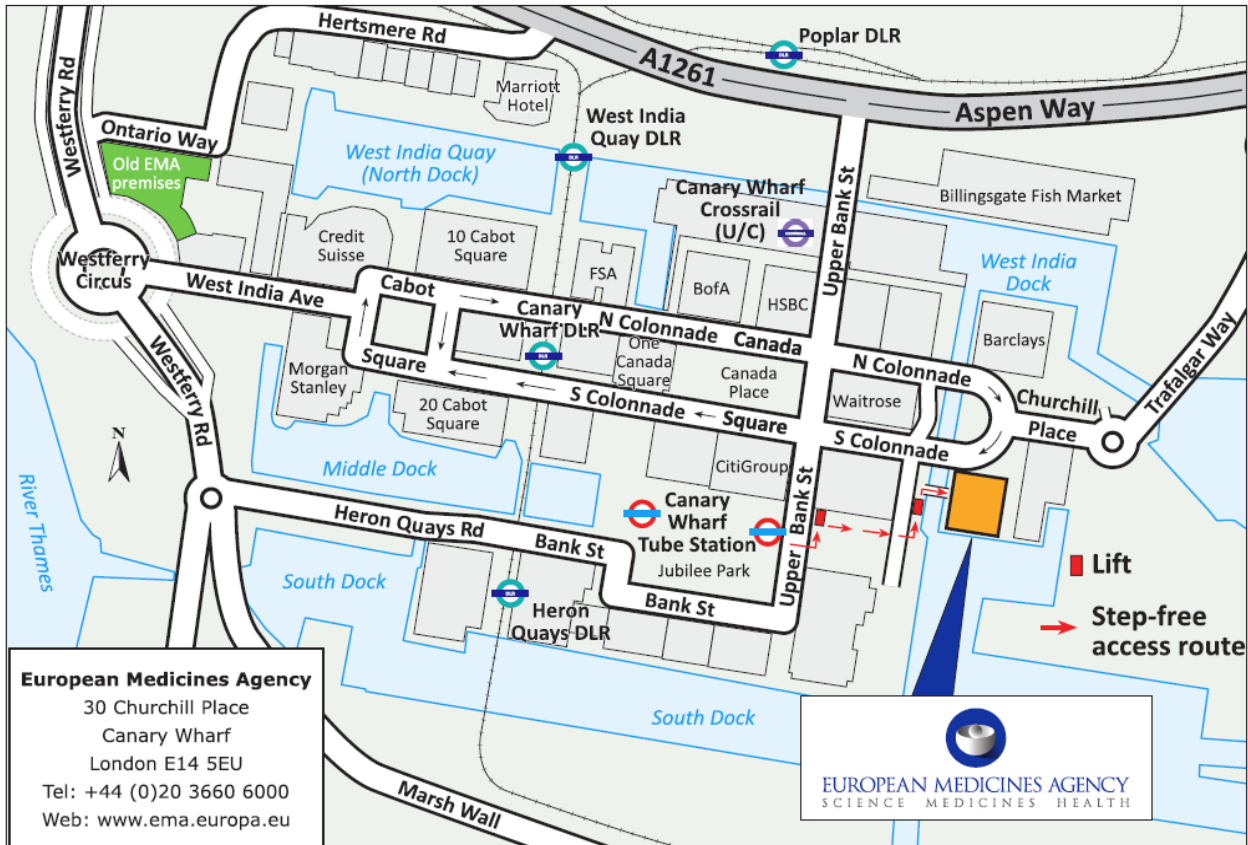 Hertsmere Rd
Poplar DLR
A1261
Aspen Way
Westferry Rd
Marriott
Hotel
West India
Quay DLR
Ontario Way
Old EMA
premises
West India Quay
(North Dock)
Canary Wharf
Crossrail
(U/C)
Upper Bank St
Billingsgate Fish Market
Westferry
Circus
Credit
Suisse
10 Cabot
Square
FSA
BofA
HSBC
West India
Dock
West India Ave
Cabot
Canary
Wharf DLR
N Colonnade
Canada
One
Canada
Square
N Colonnade
Barclays
Trafalgar Way
Westferry Rd
Morgan
Stanley
Square
20 Cabot
Square
S Colonnade
Canada
Place
Square
Waitrose
S Colonnade
Churchill
Place
N
River Thames
Middle Dock
CitiGroup
Canary
Wharf
Tube Station
Upper Bank St
Heron Quays Rd
Bank St
Jubilee Park
Bank St
South Dock
Heron
Quays DLR
South Dock
Lift
Step-free
access route
European Medicines Agency
30 Churchill Place
Canary Wharf
London E14 5EU
Tel: +44 (0)20 3660 6000
Web: www.ema.europa.eu
Marsh Wall
EUROPEAN MEDICINES AGENCY
SCIENCE MEDICINES HEALTH
DLR
DLR
DLR
DLR